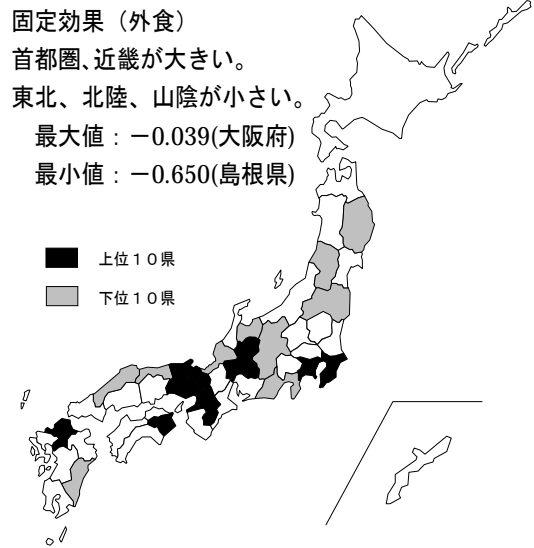 固定効果（外食）
首都圏、近畿が大きい。
東北、北陸、山陰が小さい。
最大値：－0.039(大阪府)
最小値：－0.650(島根県)
上位１０県
下位１０県